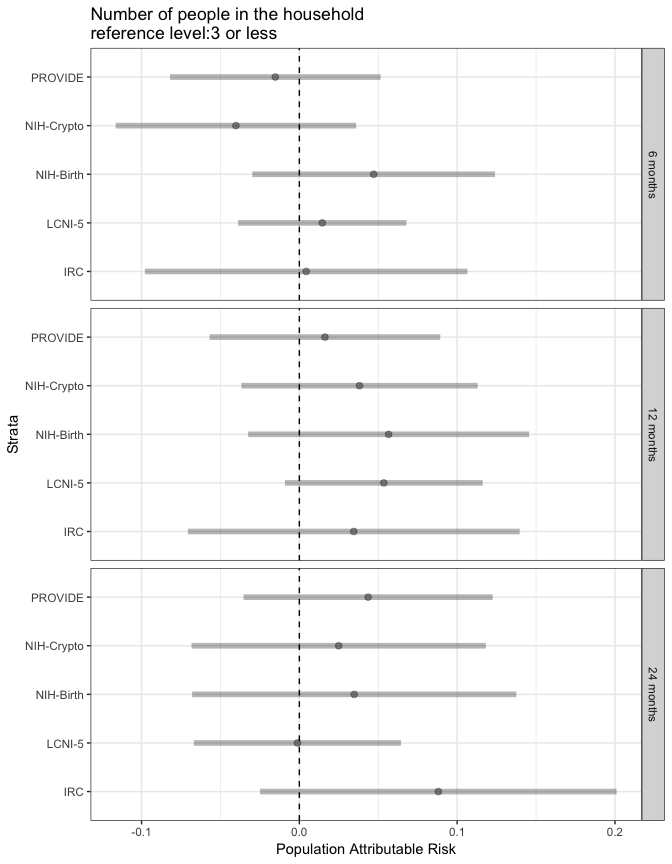 Number of people in the household
reference level:3 or less
Strata
PROVIDE
NIH-Crypto
NIH-Birth
LCNI-5
IRC
6 months
PROVIDE
NIH-Crypto
NIH-Birth
LCNI-5
IRC
12 months
PROVIDE
NIH-Crypto
NIH-Birth
LCNI-5
IRC
24 months
-0.1 0.0 0.1 0.2
Population Attributable Risk